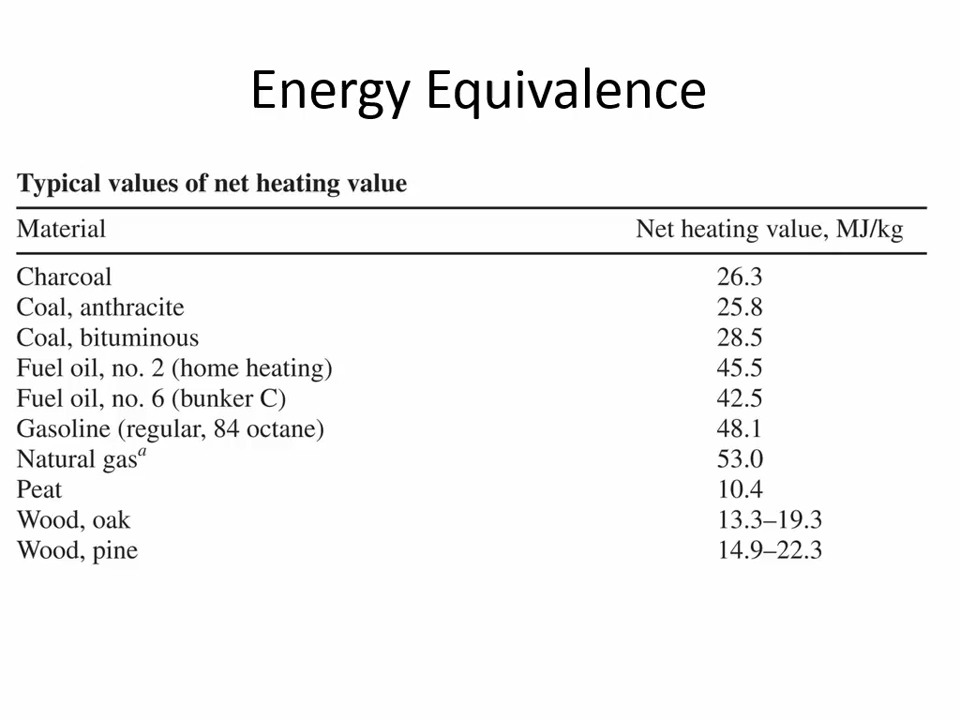 Energy Equivalence
Typical values of net heating value
Material Net heating value, MJ/kg
Charcoal 26.3
Coal, anthracite 25.8
Coal, bituminous 28.5
Fuel oil, no. 2 (home heating) 45.5
Fuel oil, no. 6 (bunker C) 42.5
Gasoline (regular, 84 octane) 48.1
Natural gasᵃ 53.0
Peat 10.4
Wood, oak 13.3–19.3
Wood, pine 14.9–22.3